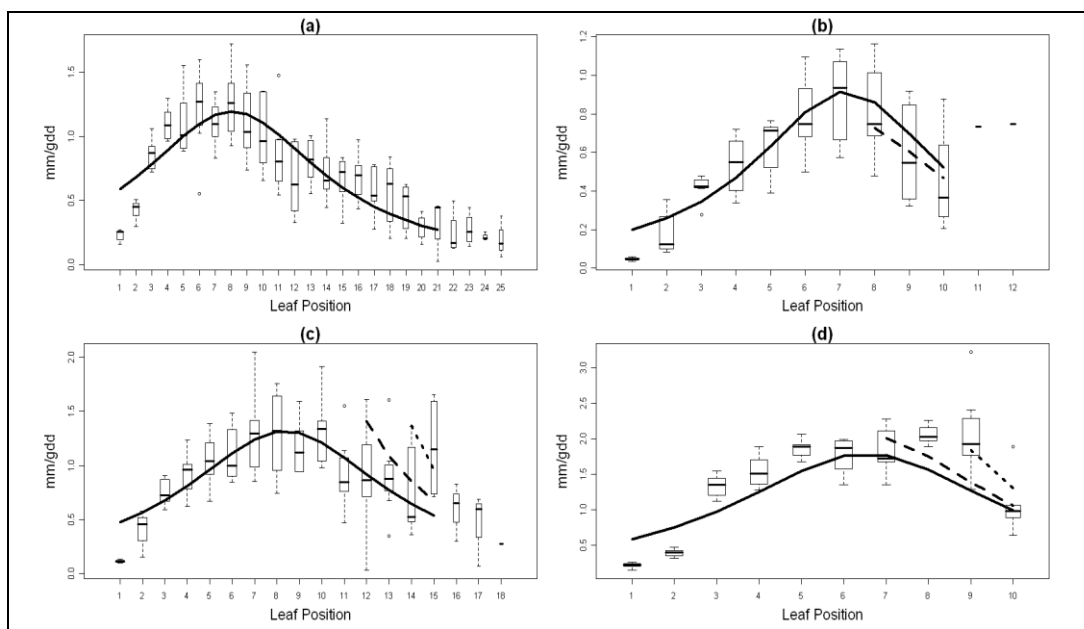 (a)
mm/gdd
1.5
1.0
0.5
0.0
1 2 3 4 5 6 7 8 9 10 11 12 13 14 15 16 17 18 19 20 21 22 23 24 25
Leaf Position
(b)
mm/gdd
1.2
1.0
0.8
0.6
0.4
0.2
0.0
1 2 3 4 5 6 7 8 9 10 11 12
Leaf Position
(c)
mm/gdd
2.0
1.5
1.0
0.5
0.0
1 2 3 4 5 6 7 8 9 10 11 12 13 14 15 16 17 18
Leaf Position
(d)
mm/gdd
3.0
2.5
2.0
1.5
1.0
0.5
1 2 3 4 5 6 7 8 9 10
Leaf Position